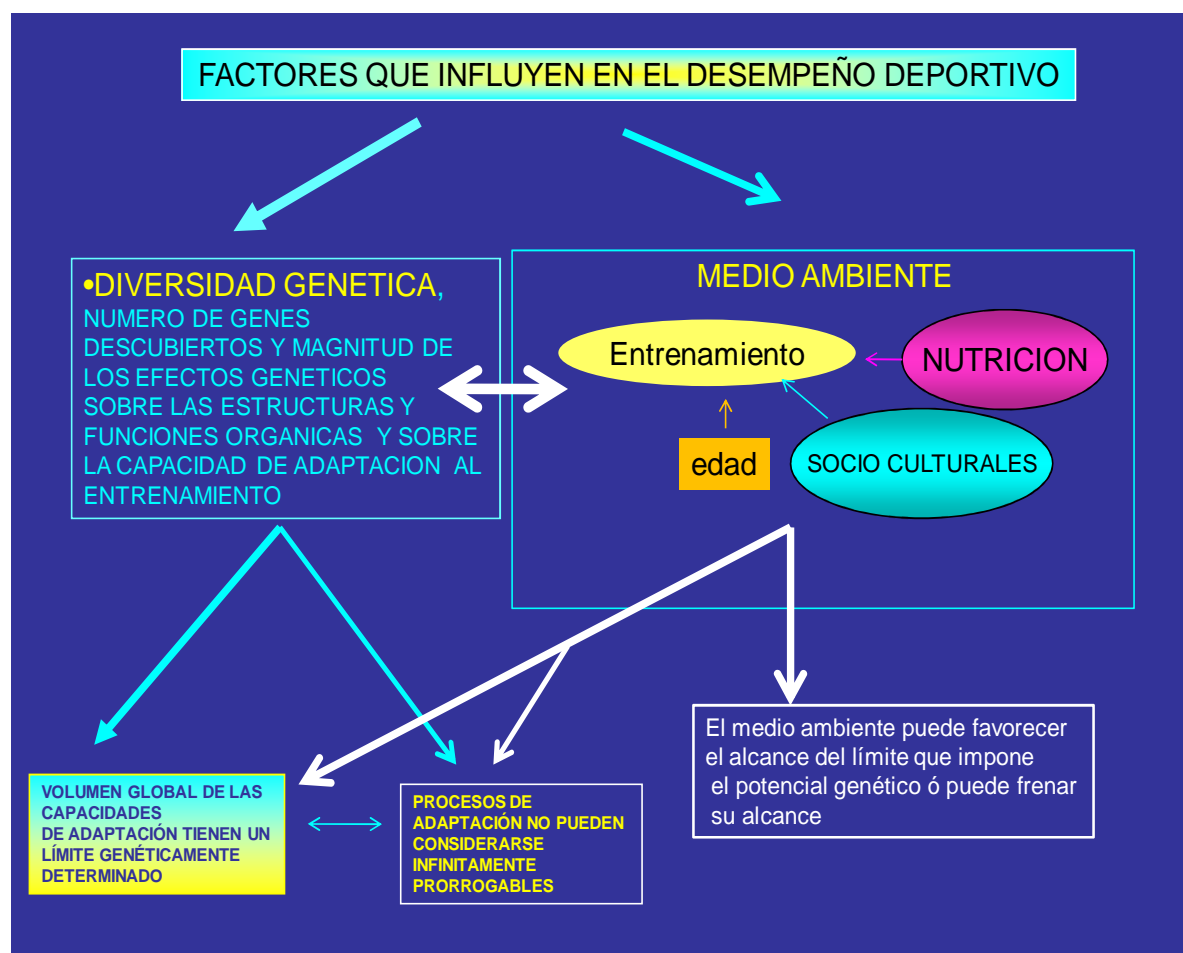 FACTORES QUE INFLUYEN EN EL DESEMPEÑO DEPORTIVO
•DIVERSIDAD GENETICA,
NUMERO DE GENES
DESCUBIERTOS Y MAGNITUD DE
LOS EFECTOS GENETICOS
SOBRE LAS ESTRUCTURAS Y
FUNCIONES ORGANICAS Y SOBRE
LA CAPACIDAD DE ADAPTACION AL
ENTRENAMIENTO
MEDIO AMBIENTE
Entrenamiento
NUTRICION
edad
SOCIO CULTURALES
VOLUMEN GLOBAL DE LAS
CAPACIDADES
DE ADAPTACIÓN TIENEN UN
LÍMITE GENÉTICAMENTE
DETERMINADO
PROCESOS DE
ADAPTACIÓN NO PUEDEN
CONSIDERARSE
INFINITAMENTE
PRORROGABLES
El medio ambiente puede favorecer
el alcance del límite que impone
el potencial genético ó puede frenar
su alcance